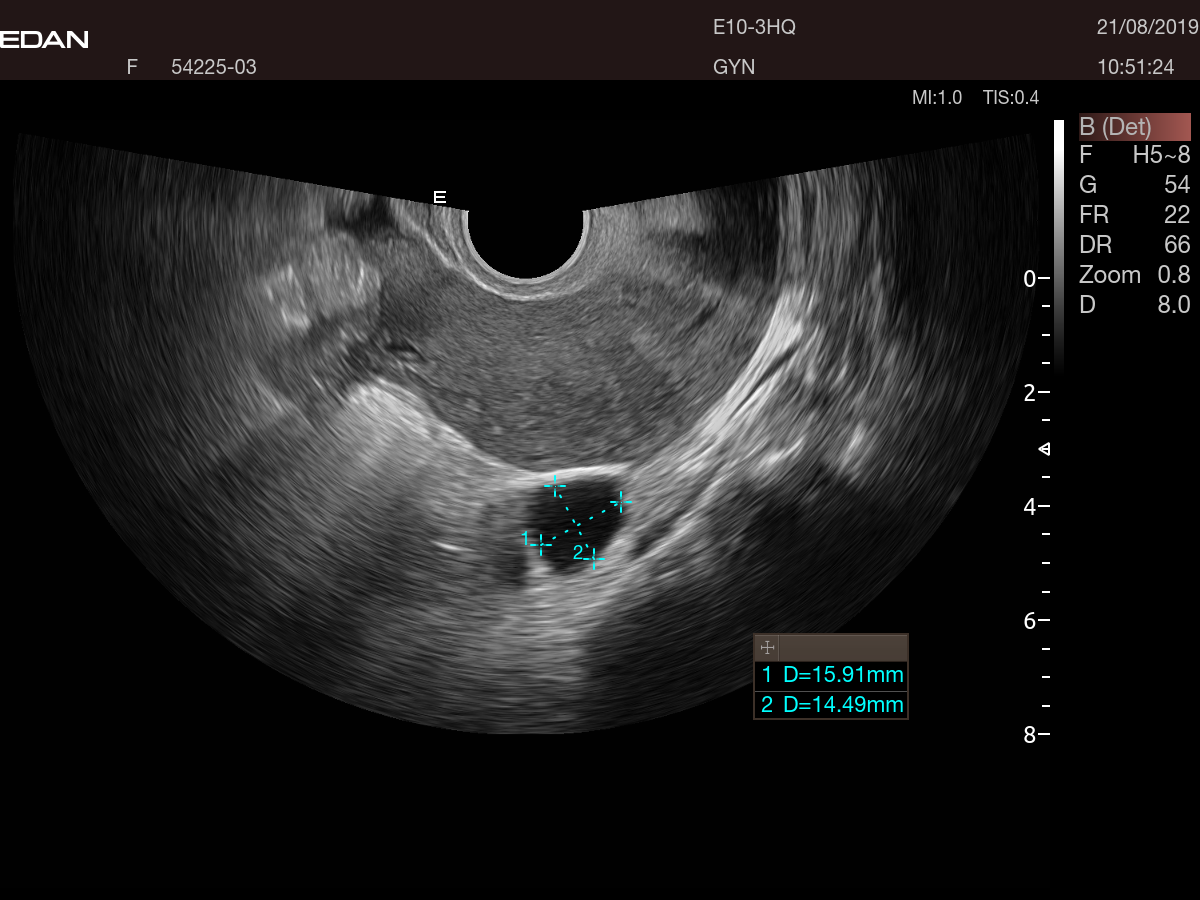 EDAN
E10-3HQ
21/08/2019
F 54225-03
GYN
10:51:24
MI:1.0 TIS:0.4
B (Det)
F H5~8
G 54
FR 22
DR 66
Zoom 0.8
D 8.0
E
0
2
4
6
8
1
2
1 D=15.91mm
2 D=14.49mm